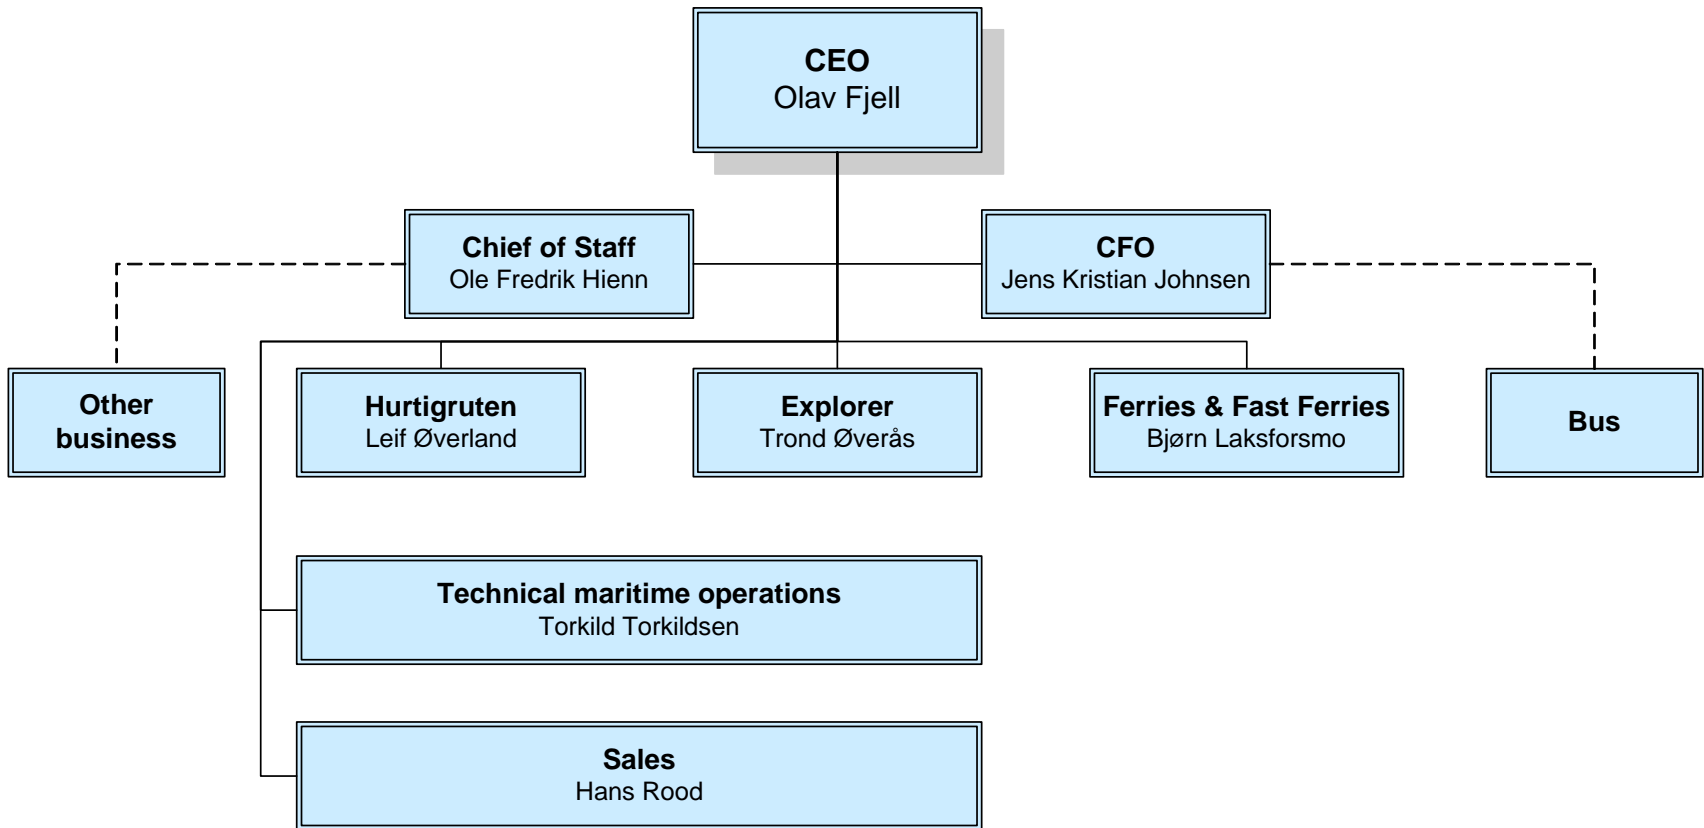 CEO
Olav Fjell
Chief of Staff
Ole Fredrik Hienn
CFO
Jens Kristian Johnsen
Other
business
Hurtigruten
Leif Øverland
Explorer
Trond Øverås
Ferries & Fast Ferries
Bjørn Laksforsmo
Bus
Technical maritime operations
Torkild Torkildsen
Sales
Hans Rood